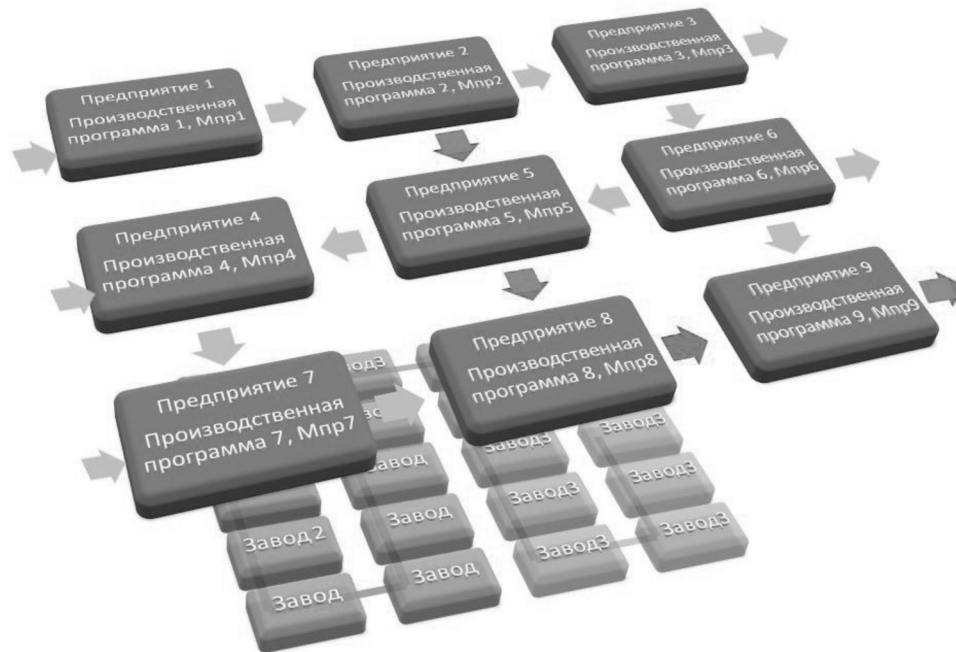 Предприятие 1
Производственная
программа 1, Мпр1
Предприятие 2
Производственная
программа 2, Мпр2
Предприятие 3
Производственная
программа 3, Мпр3
Предприятие 4
Производственная
программа 4, Мпр4
Предприятие 5
Производственная
программа 5, Мпр5
Предприятие 6
Производственная
программа 6, Мпр6
Предприятие 7
Производственная
программа 7, Мпр7
Предприятие 8
Производственная
программа 8, Мпр8
Предприятие 9
Производственная
программа 9, Мпр9
Завод3
Завод
Завод3
Завод3
Завод 2
Завод
Завод3
Завод3
Завод
Завод
Завод3
Завод3